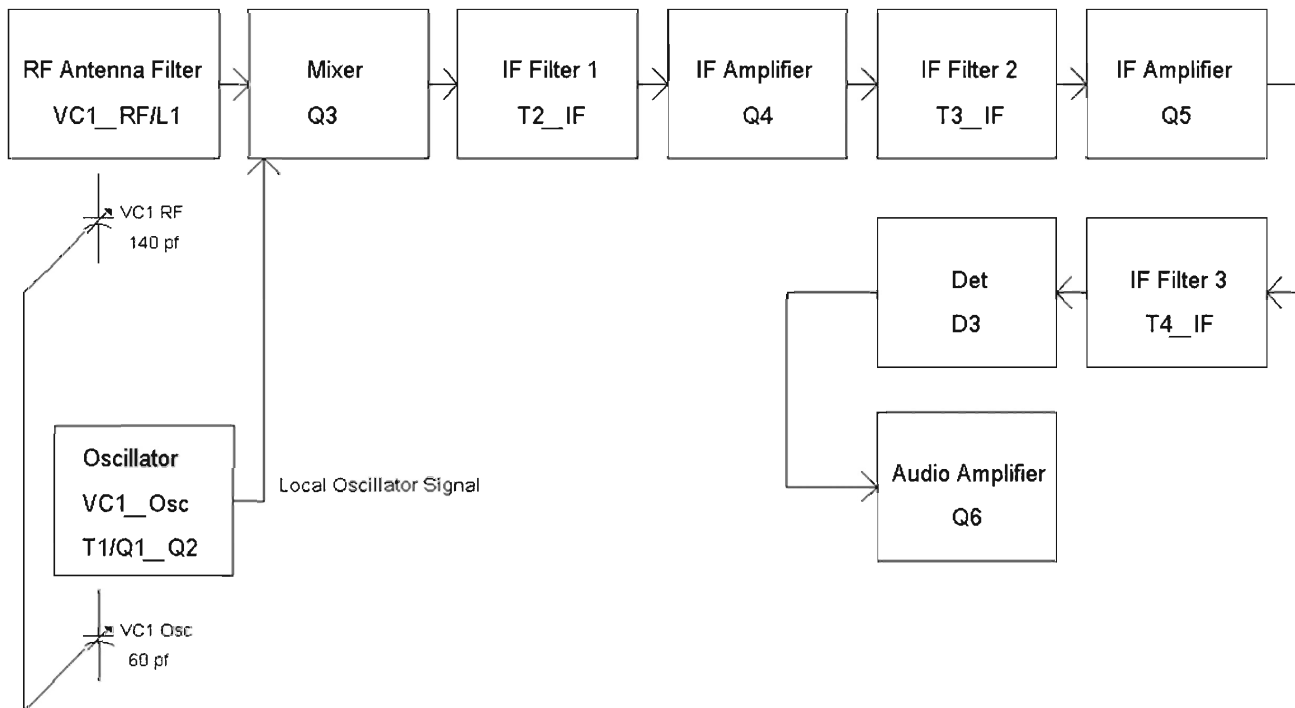 RF Antenna Filter
VC1__RF/L1
Mixer
Q3
IF Filter 1
T2__IF
IF Amplifier
Q4
IF Filter 2
T3__IF
IF Amplifier
Q5
VC1 RF
140 pf
Det
D3
IF Filter 3
T4__IF
Oscillator
VC1__Osc
T1/Q1__Q2
Local Oscillator Signal
Audio Amplifier
Q6
VC1 Osc
60 pf